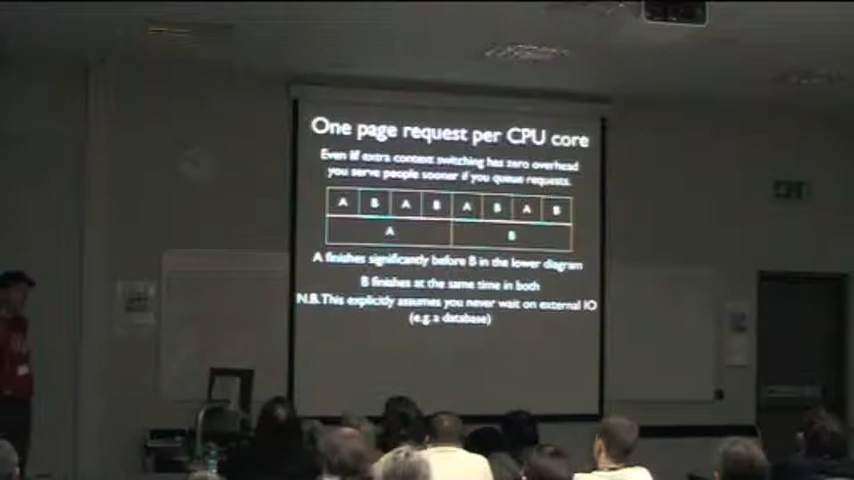 One page request per CPU core
Even if extra context switching has zero overhead
you serve people sooner if you queue requests.
A B A B A B A B
A B
A finishes significantly before B in the lower diagram
B finishes at the same time in both
N.B. This explicitly assumes you never wait on external IO
(e.g. a database)